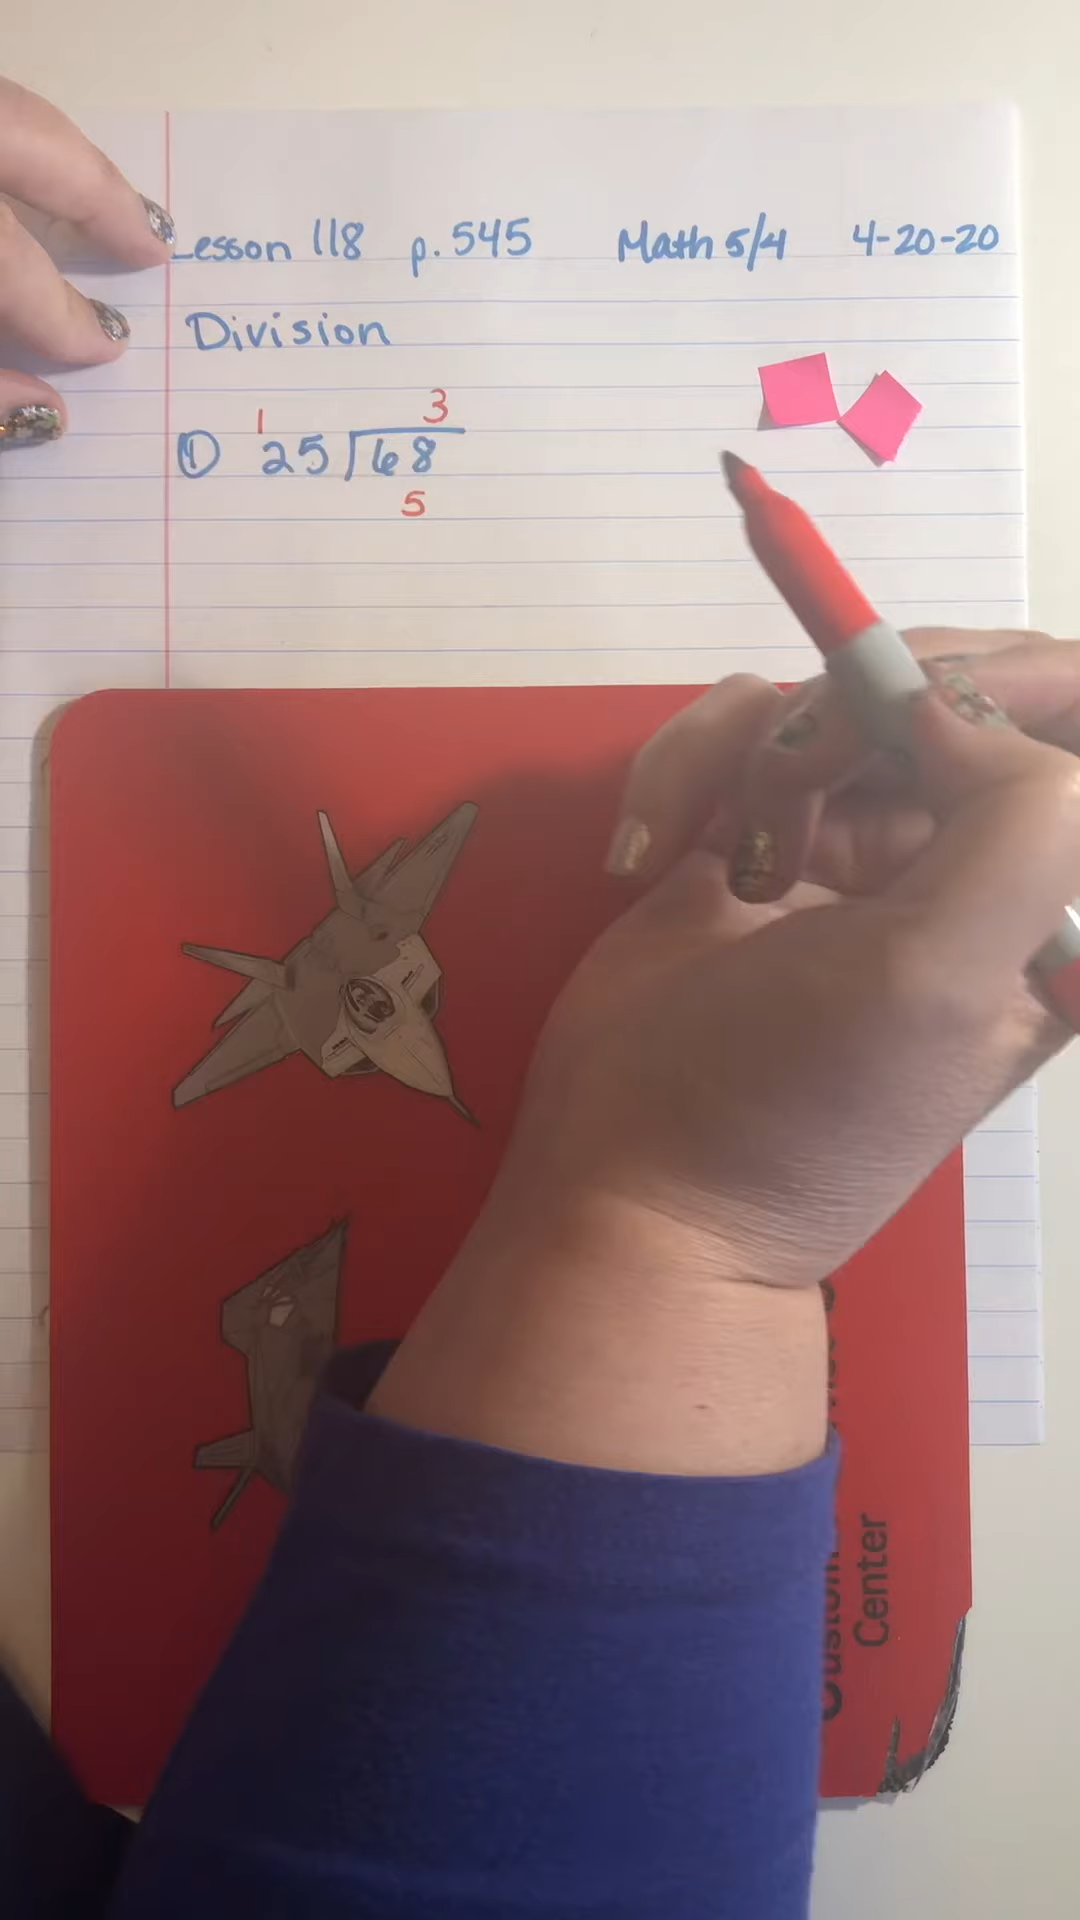 Lesson 118 p. 545 Math 5/4 4-20-20
Division
1 3
① 25 68
5
Center